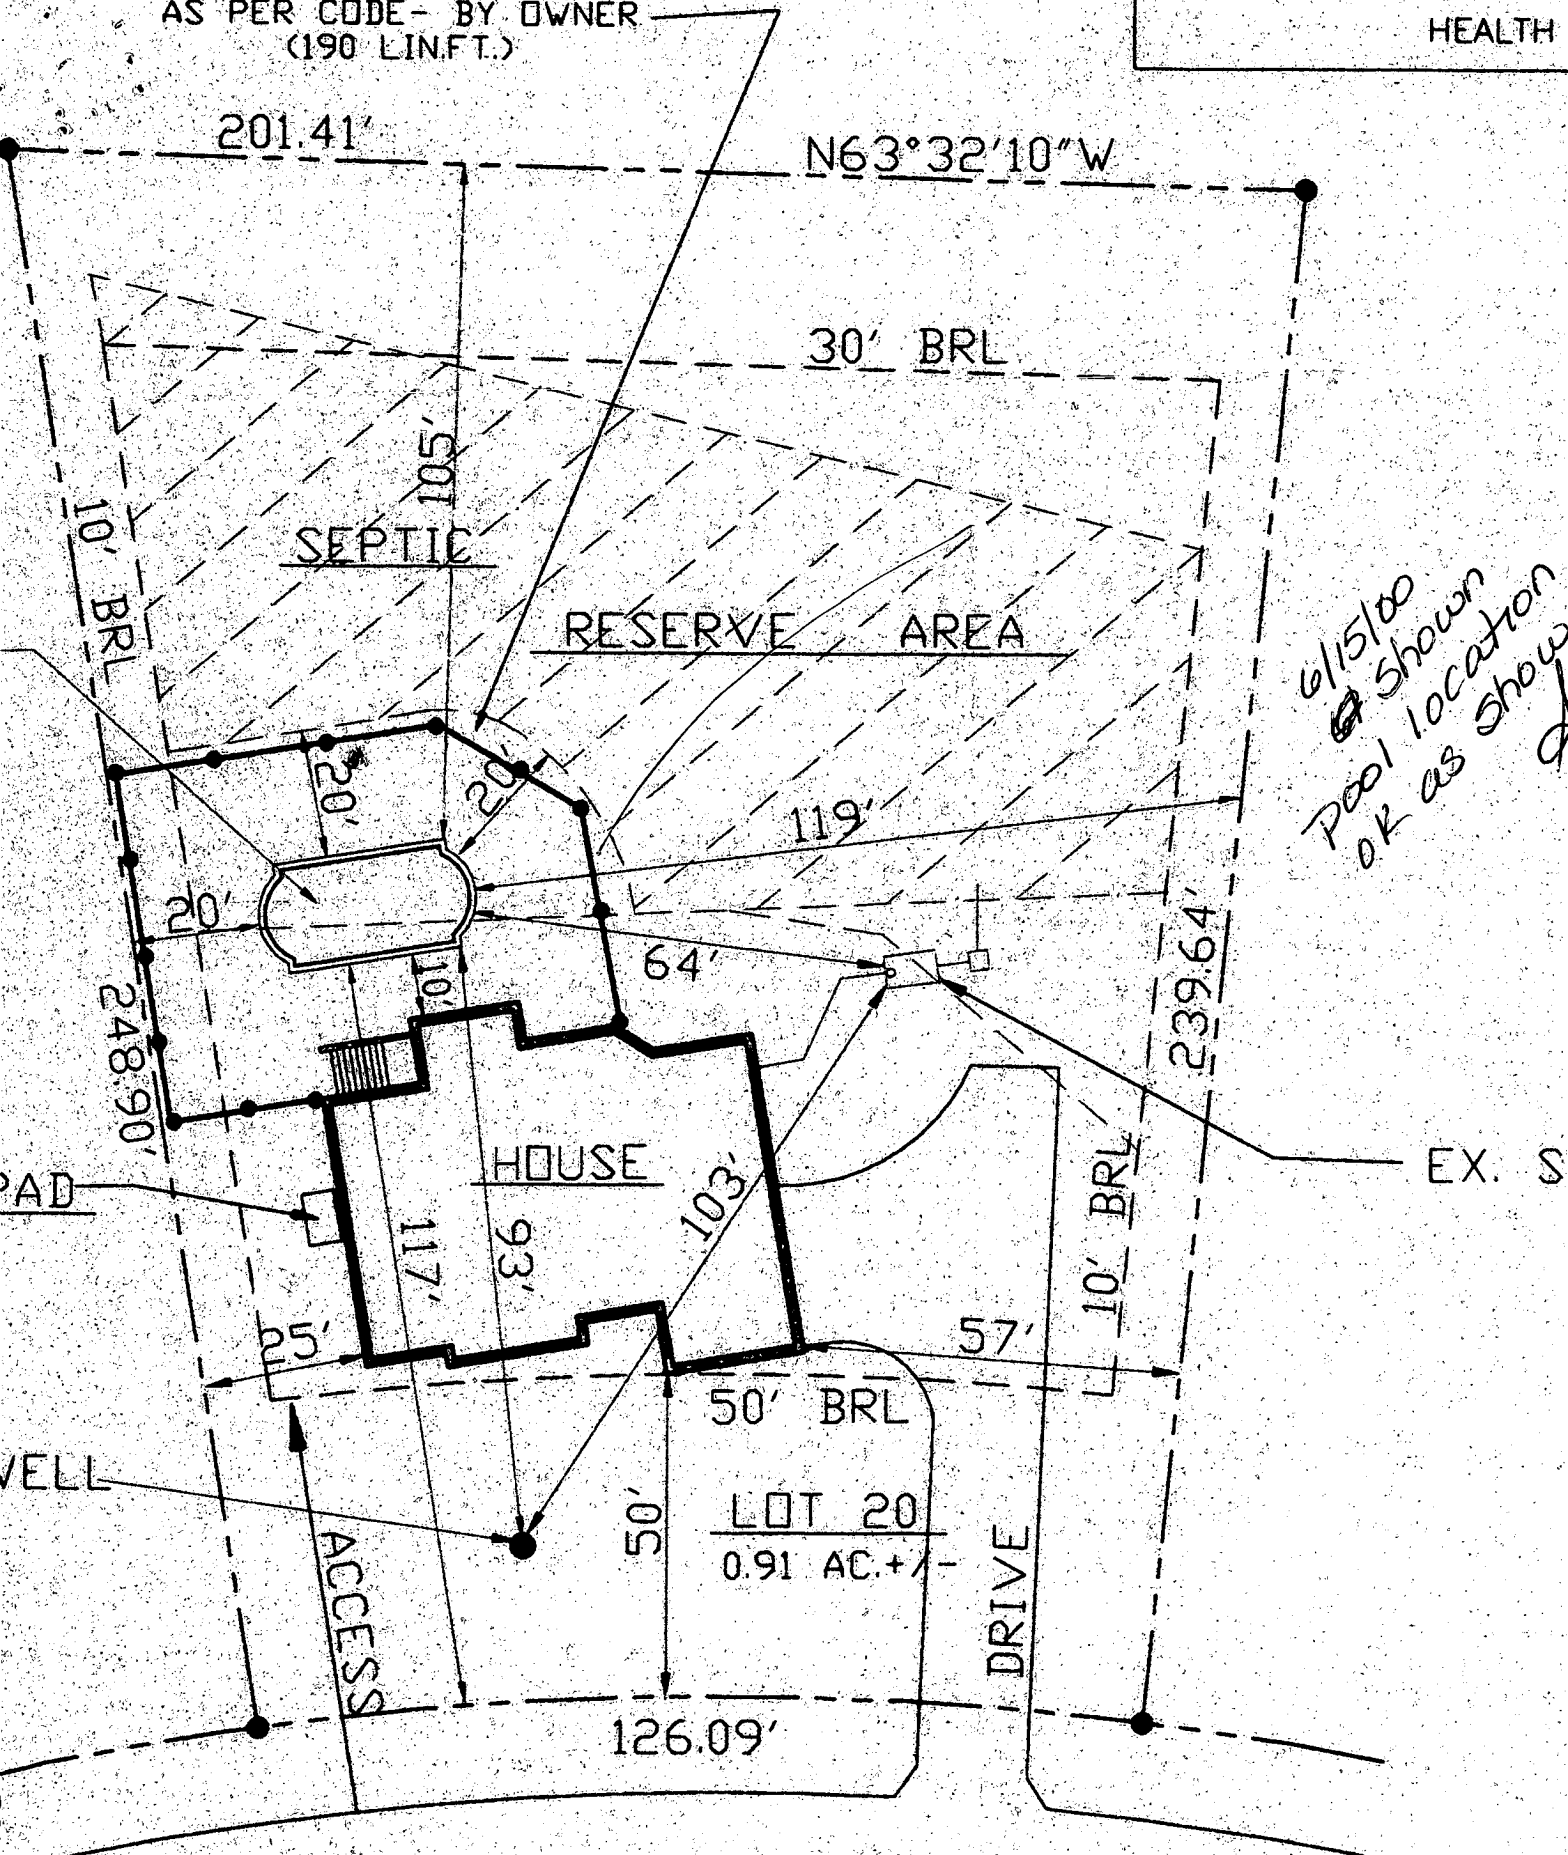 AS PER CODE- BY OWNER
(190 LIN.FT.)
HEALTH
201.41'
N63°32'10"W
30' BRL
105'
10' BRL
SEPTIC
RESERVE AREA
6/15/00
Shown
Pool location
OK as Show
20'
20'
119'
20'
64'
10'
239.64'
248.90'
EX. S
HOUSE
PAD
103'
117'
93'
10' BRL
25'
57'
50' BRL
WELL
50'
LOT 20
0.91 AC.+/-
ACCESS
DRIVE
126.09'